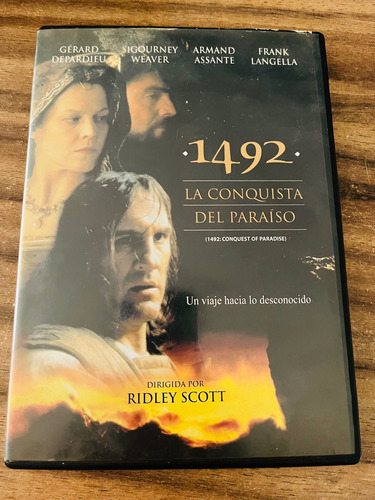 GÉRARD SIGOURNEY ARMAND FRANK
DEPARDIEU WEAVER ASSANTE LANGELLA
· 1492 ·
LA CONQUISTA
DEL PARAÍSO
(1492: CONQUEST OF PARADISE)
Un viaje hacia lo desconocido
DIRIGIDA POR
RIDLEY SCOTT